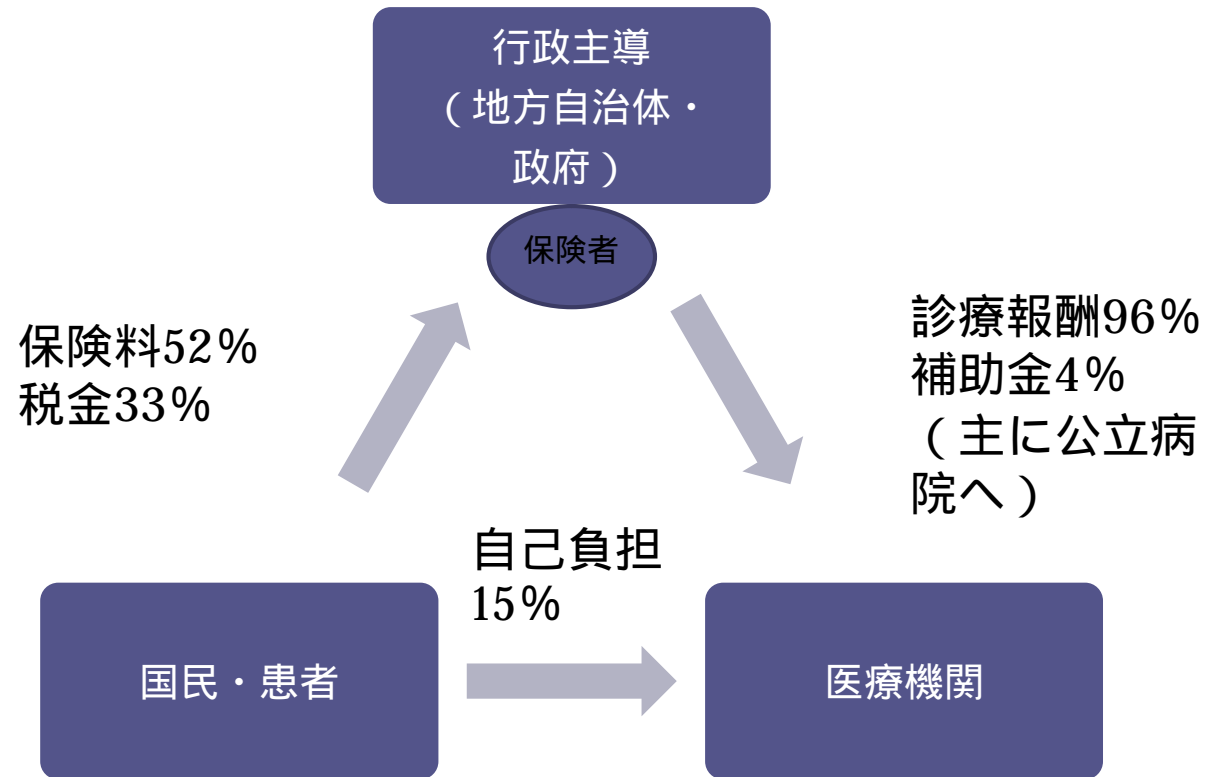 行政主導
（地方自治体・
政府）
保険者
保険料52%
税金33%
診療報酬96%
補助金4%
（主に公立病
院へ）
自己負担
15%
国民・患者
医療機関